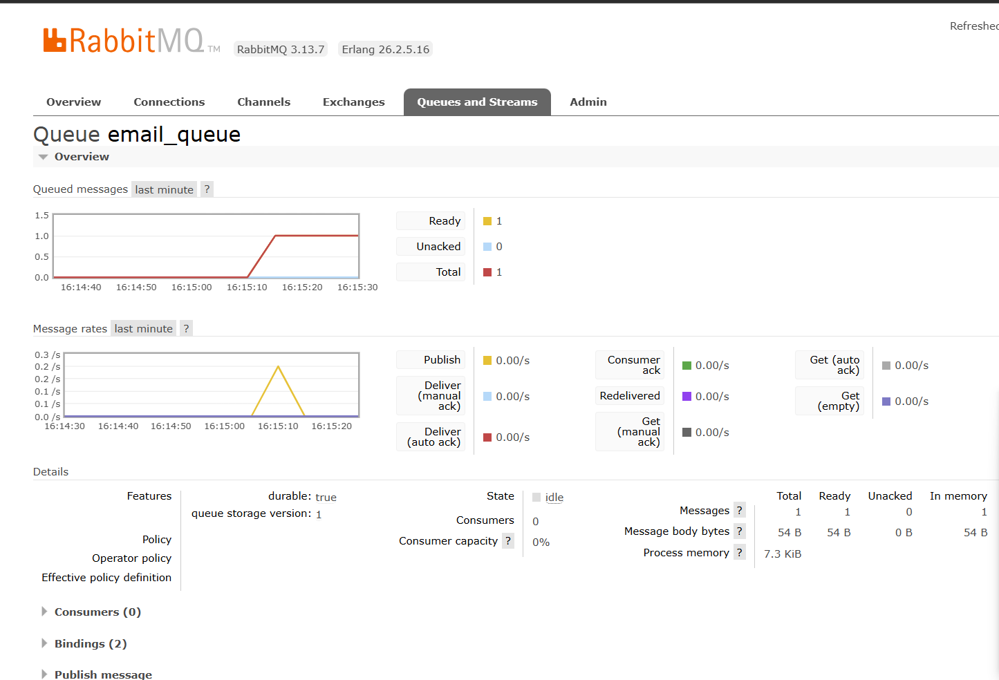 Refreshed
RabbitMQ TM RabbitMQ 3.13.7 Erlang 26.2.5.16
Overview Connections Channels Exchanges Queues and Streams Admin
Queue email_queue
Overview
Queued messages last minute ?
1.5
1.0
0.5
0.0
16:14:40 16:14:50 16:15:00 16:15:10 16:15:20 16:15:30
Ready 1
Unacked 0
Total 1
Message rates last minute ?
0.3 /s
0.2 /s
0.2 /s
0.1 /s
0.1 /s
0.0 /s
16:14:30 16:14:40 16:14:50 16:15:00 16:15:10 16:15:20
Publish 0.00/s
Deliver
(manual
ack)
0.00/s
Deliver
(auto ack)
0.00/s
Consumer
ack
0.00/s
Redelivered 0.00/s
Get
(manual
ack)
0.00/s
Get (auto
ack)
0.00/s
Get
(empty)
0.00/s
Details
Features
durable: true
queue storage version: 1
Policy
Operator policy
Effective policy definition
State idle
Consumers 0
Consumer capacity ? 0%
Total Ready Unacked In memory
Messages ? 1 1 0 1
Message body bytes ? 54 B 54 B 0 B 54 B
Process memory ? 7.3 KiB
Consumers (0)
Bindings (2)
Publish message